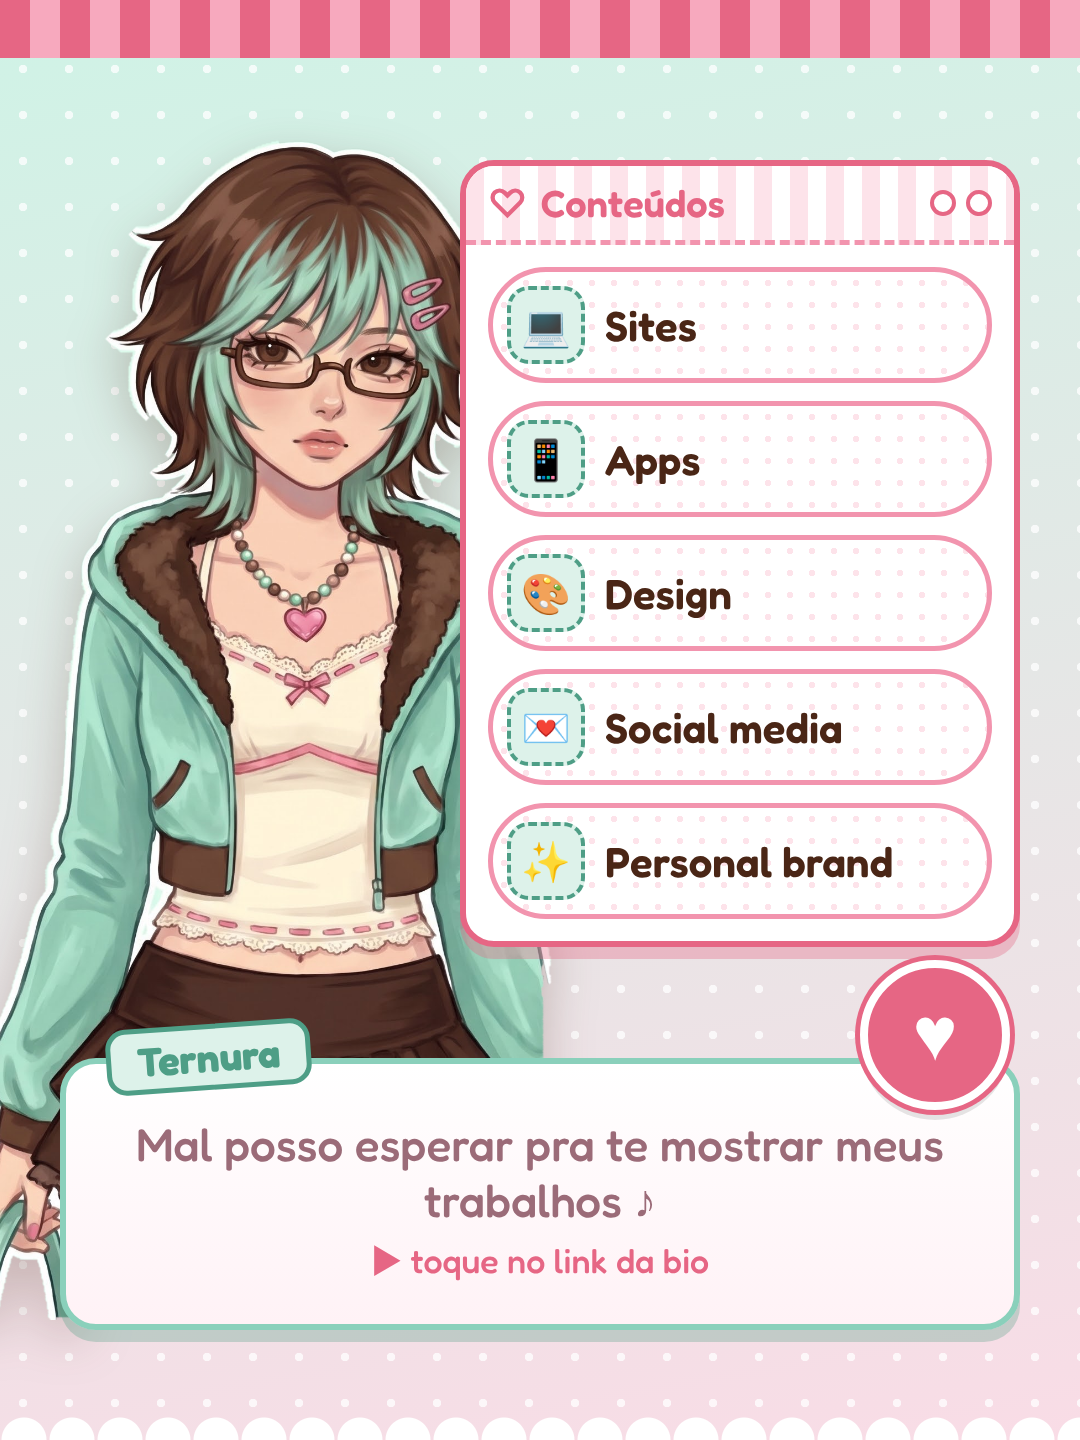 Conteúdos
Sites
Apps
Design
Social media
Personal brand
Ternura
Mal posso esperar pra te mostrar meus
trabalhos ♪
▶ toque no link da bio